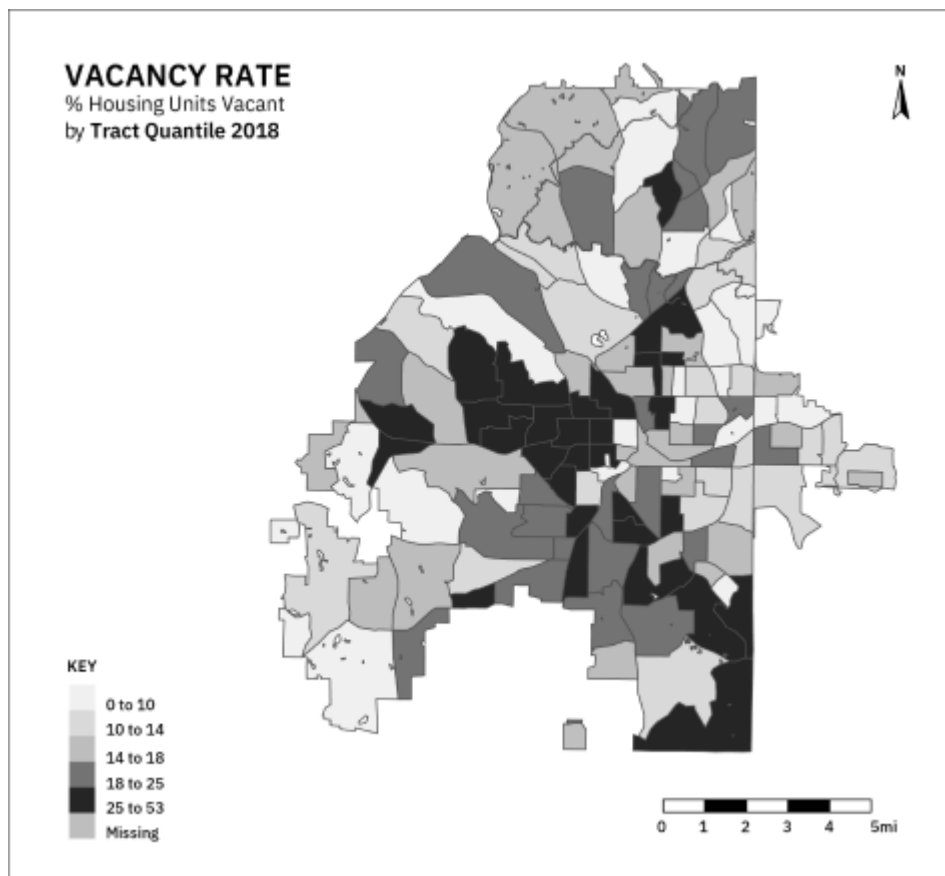 VACANCY RATE
% Housing Units Vacant
by Tract Quantile 2018
N
KEY
0 to 10
10 to 14
14 to 18
18 to 25
25 to 53
Missing
0 1 2 3 4 5mi